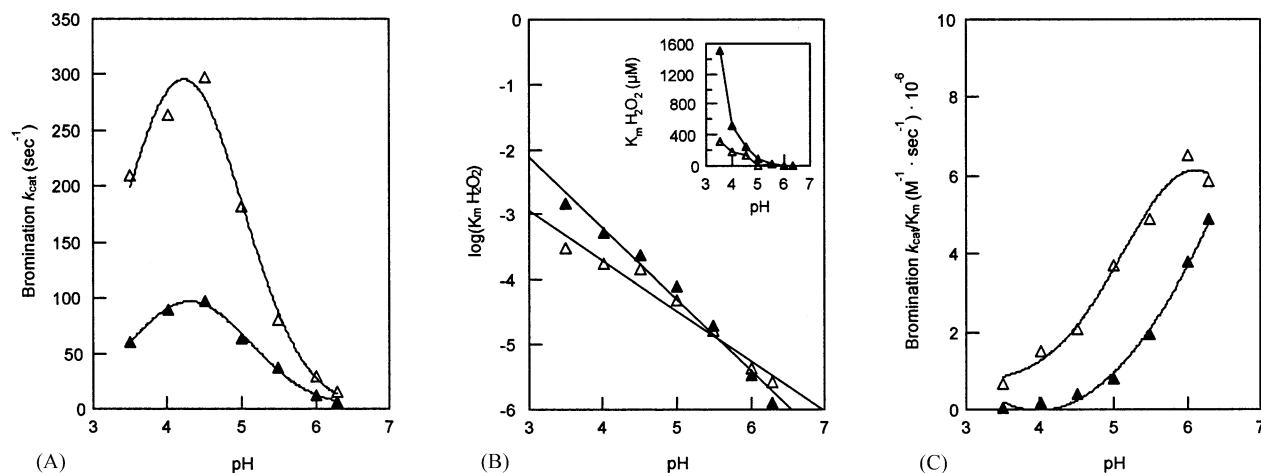 350
300
250
200
150
100
50
0
3 4 5 6 7
Bromination kcat (sec⁻¹)
pH
(A)
-0
-1
-2
-3
-4
-5
-6
3 4 5 6 7
log(Km H2O2)
pH
(B)
1600
1200
800
400
0
3 4 5 6 7
Km H2O2 (µM)
pH
10
8
6
4
2
0
3 4 5 6 7
Bromination kcat/Km (M⁻¹ · sec⁻¹) · 10⁻⁶
pH
(C)